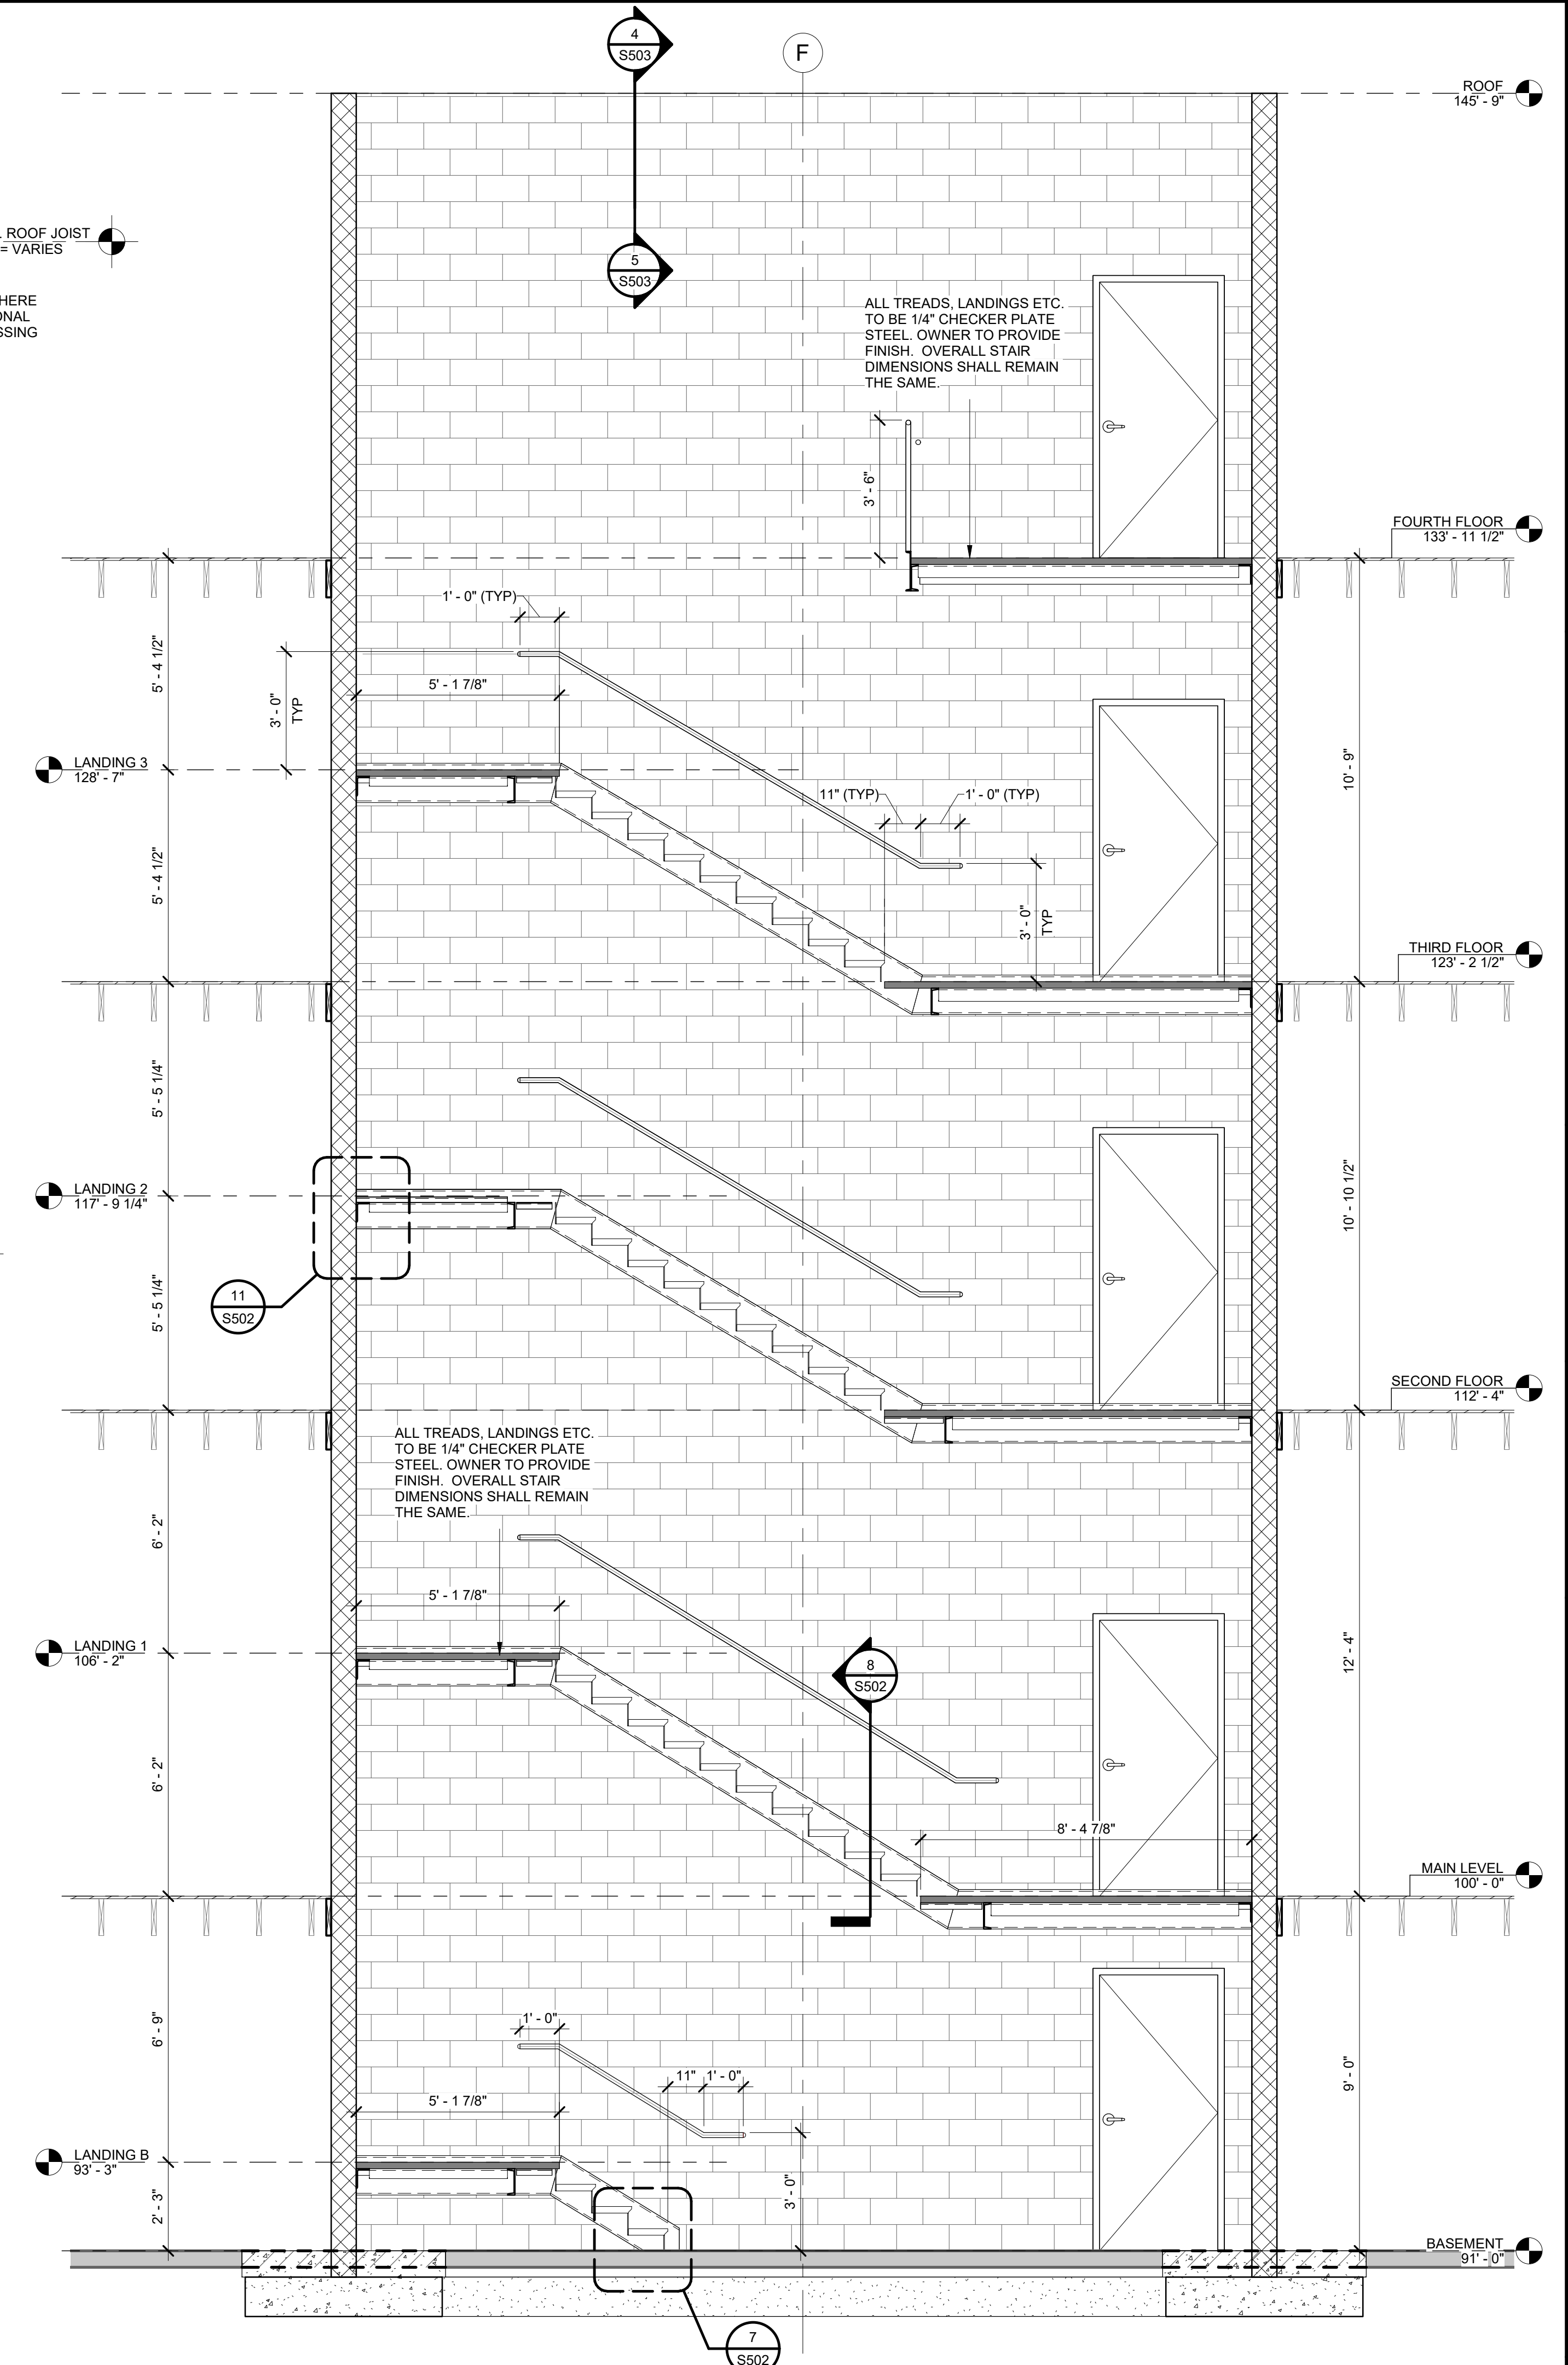 4
S503
F
ROOF
145' - 9"
ROOF JOIST
= VARIES
5
S503
HERE
ONAL
SSING
ALL TREADS, LANDINGS ETC.
TO BE 1/4" CHECKER PLATE
STEEL. OWNER TO PROVIDE
FINISH. OVERALL STAIR
DIMENSIONS SHALL REMAIN
THE SAME.
3' - 6"
FOURTH FLOOR
133' - 11 1/2"
1' - 0" (TYP)
5' - 4 1/2"
3' - 0"
TYP
5' - 1 7/8"
LANDING 3
128' - 7"
10' - 9"
11" (TYP)
1' - 0" (TYP)
5' - 4 1/2"
3' - 0"
TYP
THIRD FLOOR
123' - 2 1/2"
5' - 5 1/4"
LANDING 2
117' - 9 1/4"
10' - 10 1/2"
11
S502
5' - 5 1/4"
SECOND FLOOR
112' - 4"
ALL TREADS, LANDINGS ETC.
TO BE 1/4" CHECKER PLATE
STEEL. OWNER TO PROVIDE
FINISH. OVERALL STAIR
DIMENSIONS SHALL REMAIN
THE SAME.
6' - 2"
5' - 1 7/8"
LANDING 1
106' - 2"
8
S502
12' - 4"
6' - 2"
8' - 4 7/8"
MAIN LEVEL
100' - 0"
6' - 9"
1' - 0"
11"
1' - 0"
9' - 0"
5' - 1 7/8"
LANDING B
93' - 3"
2' - 3"
3' - 0"
BASEMENT
91' - 0"
7
S502